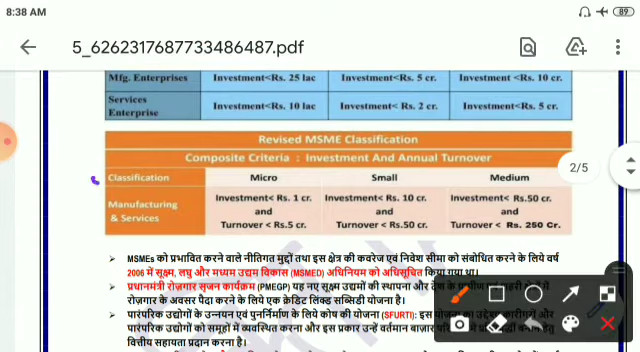 8:38 AM
89
5_6262317687733486487.pdf
Mfg. Enterprises Investment<Rs. 25 lac Investment<Rs. 5 cr. Investment <Rs. 10 cr.
Services Enterprise Investment<Rs. 10 lac Investment< Rs. 2 cr. Investment<Rs. 5 cr.
Revised MSME Classification
Composite Criteria : Investment And Annual Turnover
2/5
Classification Micro Small Medium
Manufacturing & Services Investment< Rs. 1 cr. and Turnover < Rs.5 cr. Investment< Rs. 10 cr. and Turnover < Rs.50 cr. Investment< Rs.50 cr. and Turnover < Rs. 250 Cr.
MSMEs को प्रभावित करने वाले नीतिगत मुद्दों तथा इस क्षेत्र की कवरेज एवं निवेश सीमा को संबोधित करने के लिये वर्ष
2006 में सूक्ष्म, लघु और मध्यम उद्यम विकास (MSMED) अधिनियम को अधिसूचित किया गया था।
प्रधानमंत्री रोज़गार सृजन कार्यक्रम (PMEGP) यह नए सूक्ष्म उद्यमों की स्थापना और
रोज़गार के अवसर पैदा करने के लिये एक क्रेडिट लिंक्ड सब्सिडी योजना है।
पारंपरिक उद्योगों के उन्नयन एवं पुनर्निर्माण के लिये कोष की योजना (SFURTI): इस
पारंपरिक उद्योगों को समूहों में व्यवस्थित करना और इस प्रकार उन्हें वर्तमान बाज़ार
वित्तीय सहायता प्रदान करना है।